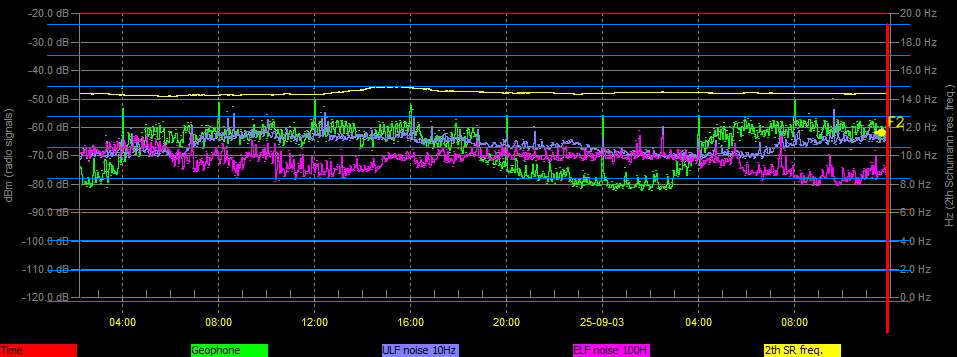 -20.0 dB 20.0 Hz
-30.0 dB 18.0 Hz
-40.0 dB 16.0 Hz
-50.0 dB 14.0 Hz
F2
-60.0 dB 12.0 Hz
-70.0 dB 10.0 Hz
-80.0 dB 8.0 Hz
-90.0 dB 6.0 Hz
-100.0 dB 4.0 Hz
-110.0 dB 2.0 Hz
-120.0 dB 0.0 Hz
dBm (radio signals)
Hz (2th Schumann res. freq.)
04:00 08:00 12:00 16:00 20:00 25-09-03 04:00 08:00
Time Geophone ULF noise 10Hz ELF noise 100H 2th SR freq.